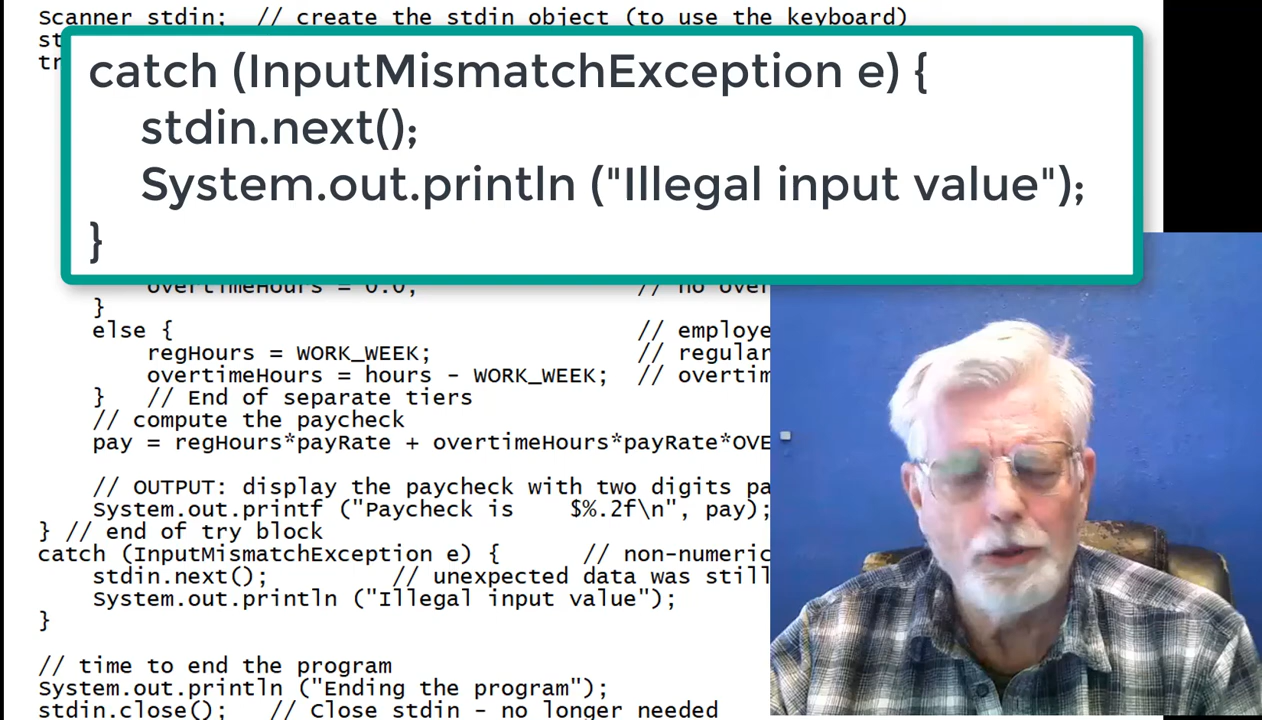 Scanner stdin; // create the stdin object (to use the keyboard)
st
tr
catch (InputMismatchException e) {
stdin.next();
System.out.println ("Illegal input value");
}
overtimeHours = 0.0; // no over
}
else { // employe
regHours = WORK_WEEK; // regular
overtimeHours = hours - WORK_WEEK; // overtim
} // End of separate tiers
// compute the paycheck
pay = regHours*payRate + overtimeHours*payRate*OVE
// OUTPUT: display the paycheck with two digits pa
System.out.printf ("Paycheck is $%.2f\n", pay);
} // end of try block
catch (InputMismatchException e) { // non-numeric
stdin.next(); // unexpected data was still
System.out.println ("Illegal input value");
}
// time to end the program
System.out.println ("Ending the program");
stdin.close(); // Close stdin - no longer needed